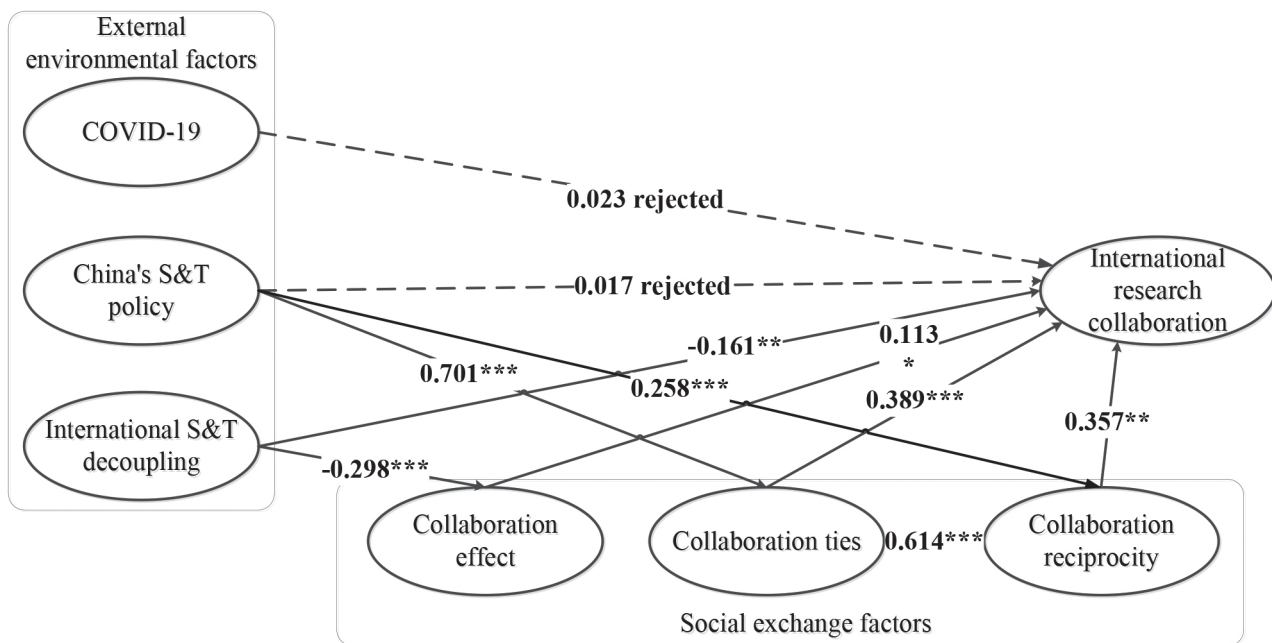 External
environmental factors
COVID-19
0.023 rejected
China's S&T
policy
0.017 rejected
International
research
collaboration
-0.161**
0.113
*
0.701***
0.258***
0.389***
0.357**
International S&T
decoupling
-0.298***
Collaboration
effect
Collaboration ties
0.614***
Collaboration
reciprocity
Social exchange factors